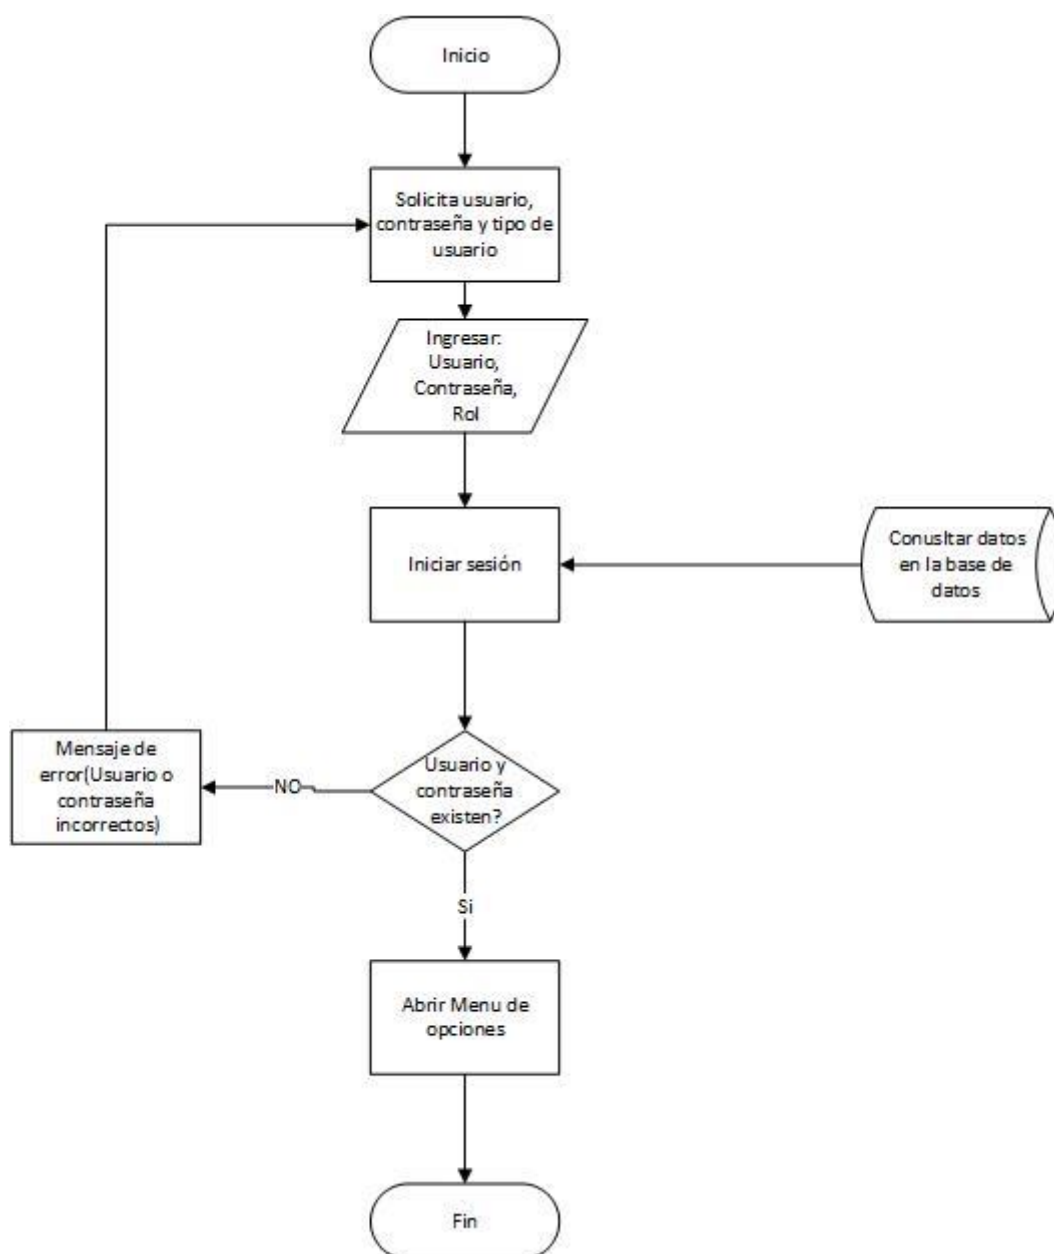 Inicio
Solicita usuario,
contraseña y tipo de
usuario
Ingresar:
Usuario,
Contraseña,
Rol
Iniciar sesión
Conusltar datos
en la base de
datos
Usuario y
contraseña
existen?
NO
Mensaje de
error(Usuario o
contraseña
incorrectos)
Si
Abrir Menu de
opciones
Fin